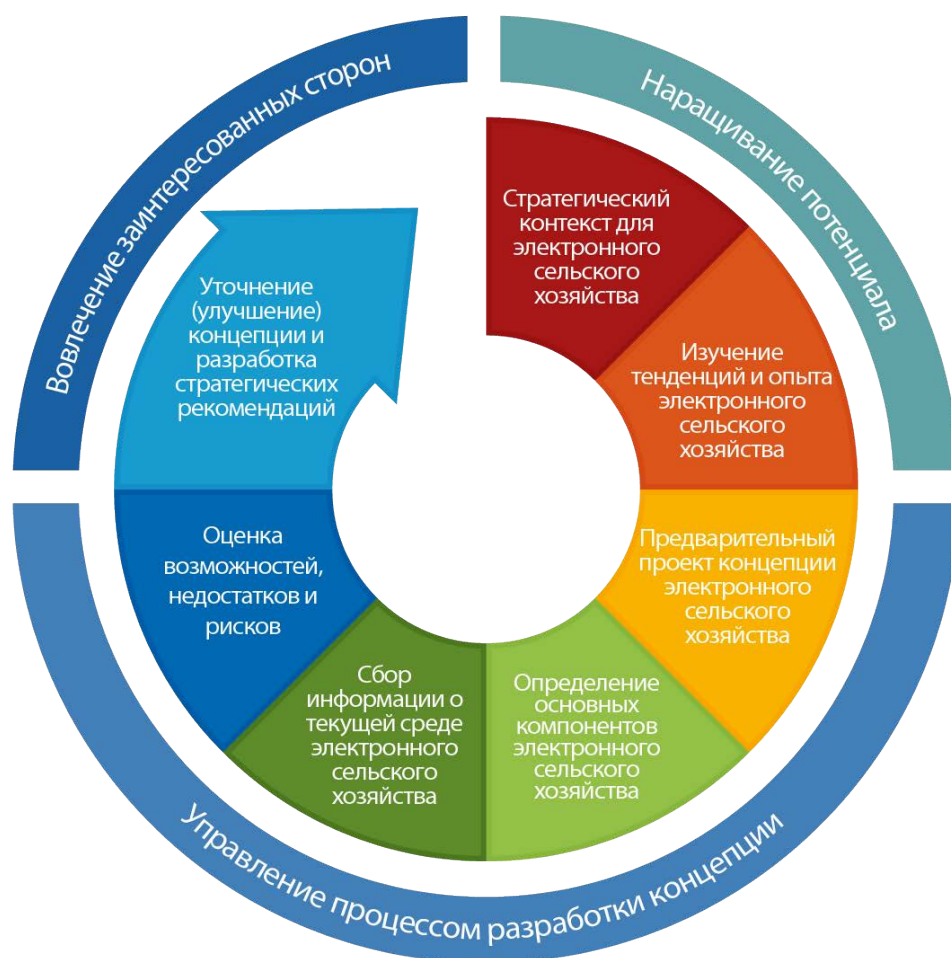 Вовлечение заинтересованных сторон
Наращивание потенциала
Стратегический
контекст для
электронного
сельского
хозяйства
Изучение
тенденций и опыта
электронного
сельского
хозяйства
Предварительный
проект концепции
электронного
сельского
хозяйства
Определение
основных
компонентов
электронного
сельского
хозяйства
Сбор
информации о
текущей среде
электронного
сельского
хозяйства
Оценка
возможностей,
недостатков и
рисков
Уточнение
(улучшение)
концепции и
разработка
стратегических
рекомендаций
Управление процессом разработки концепции